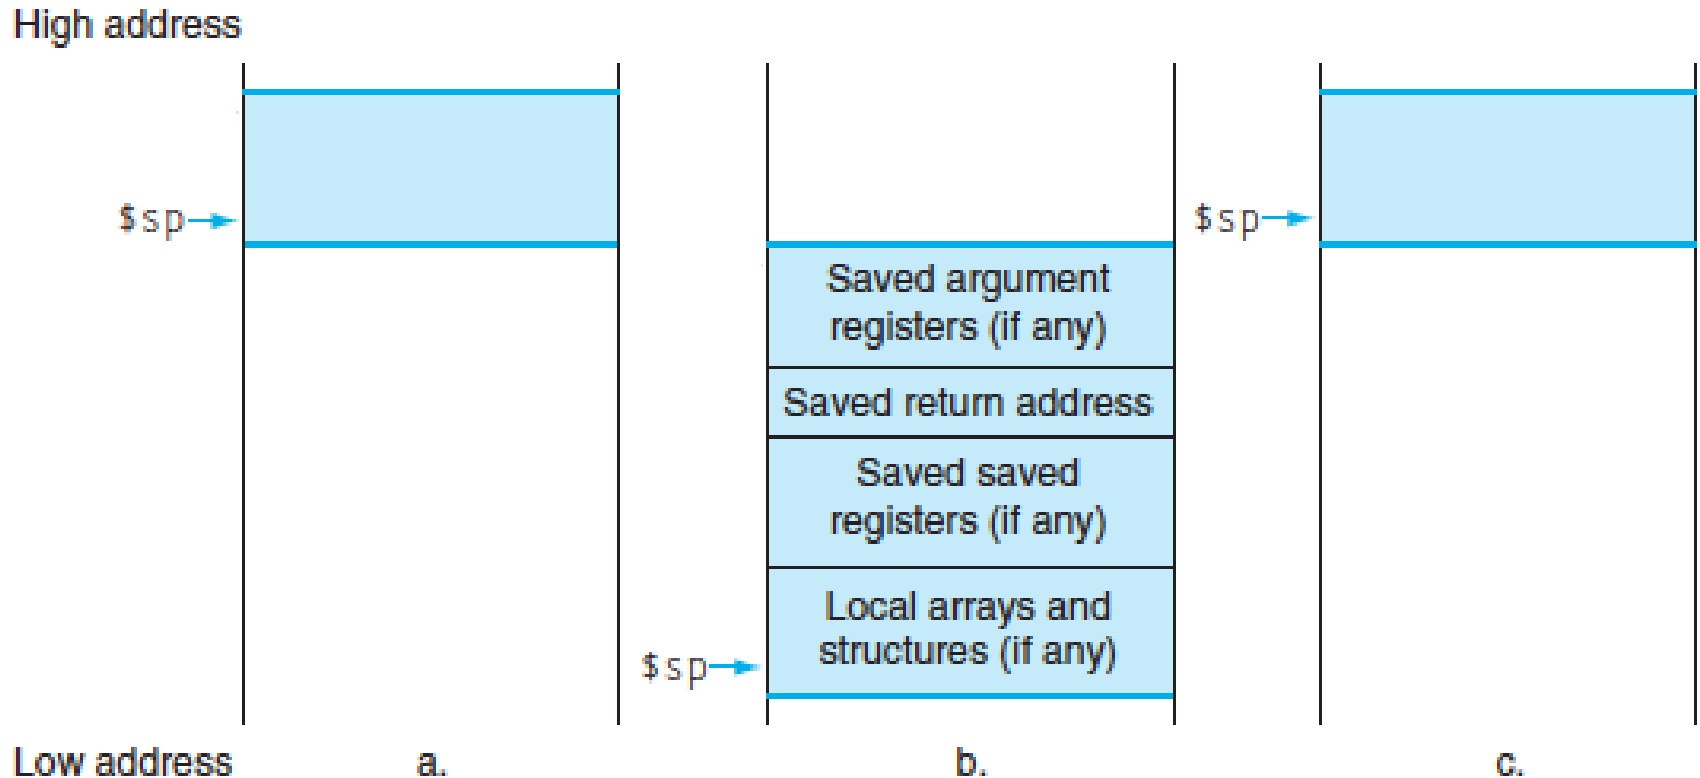 High address
$sp
$sp
Saved argument
registers (if any)
Saved return address
Saved saved
registers (if any)
Local arrays and
structures (if any)
$sp
Low address
a.
b.
c.